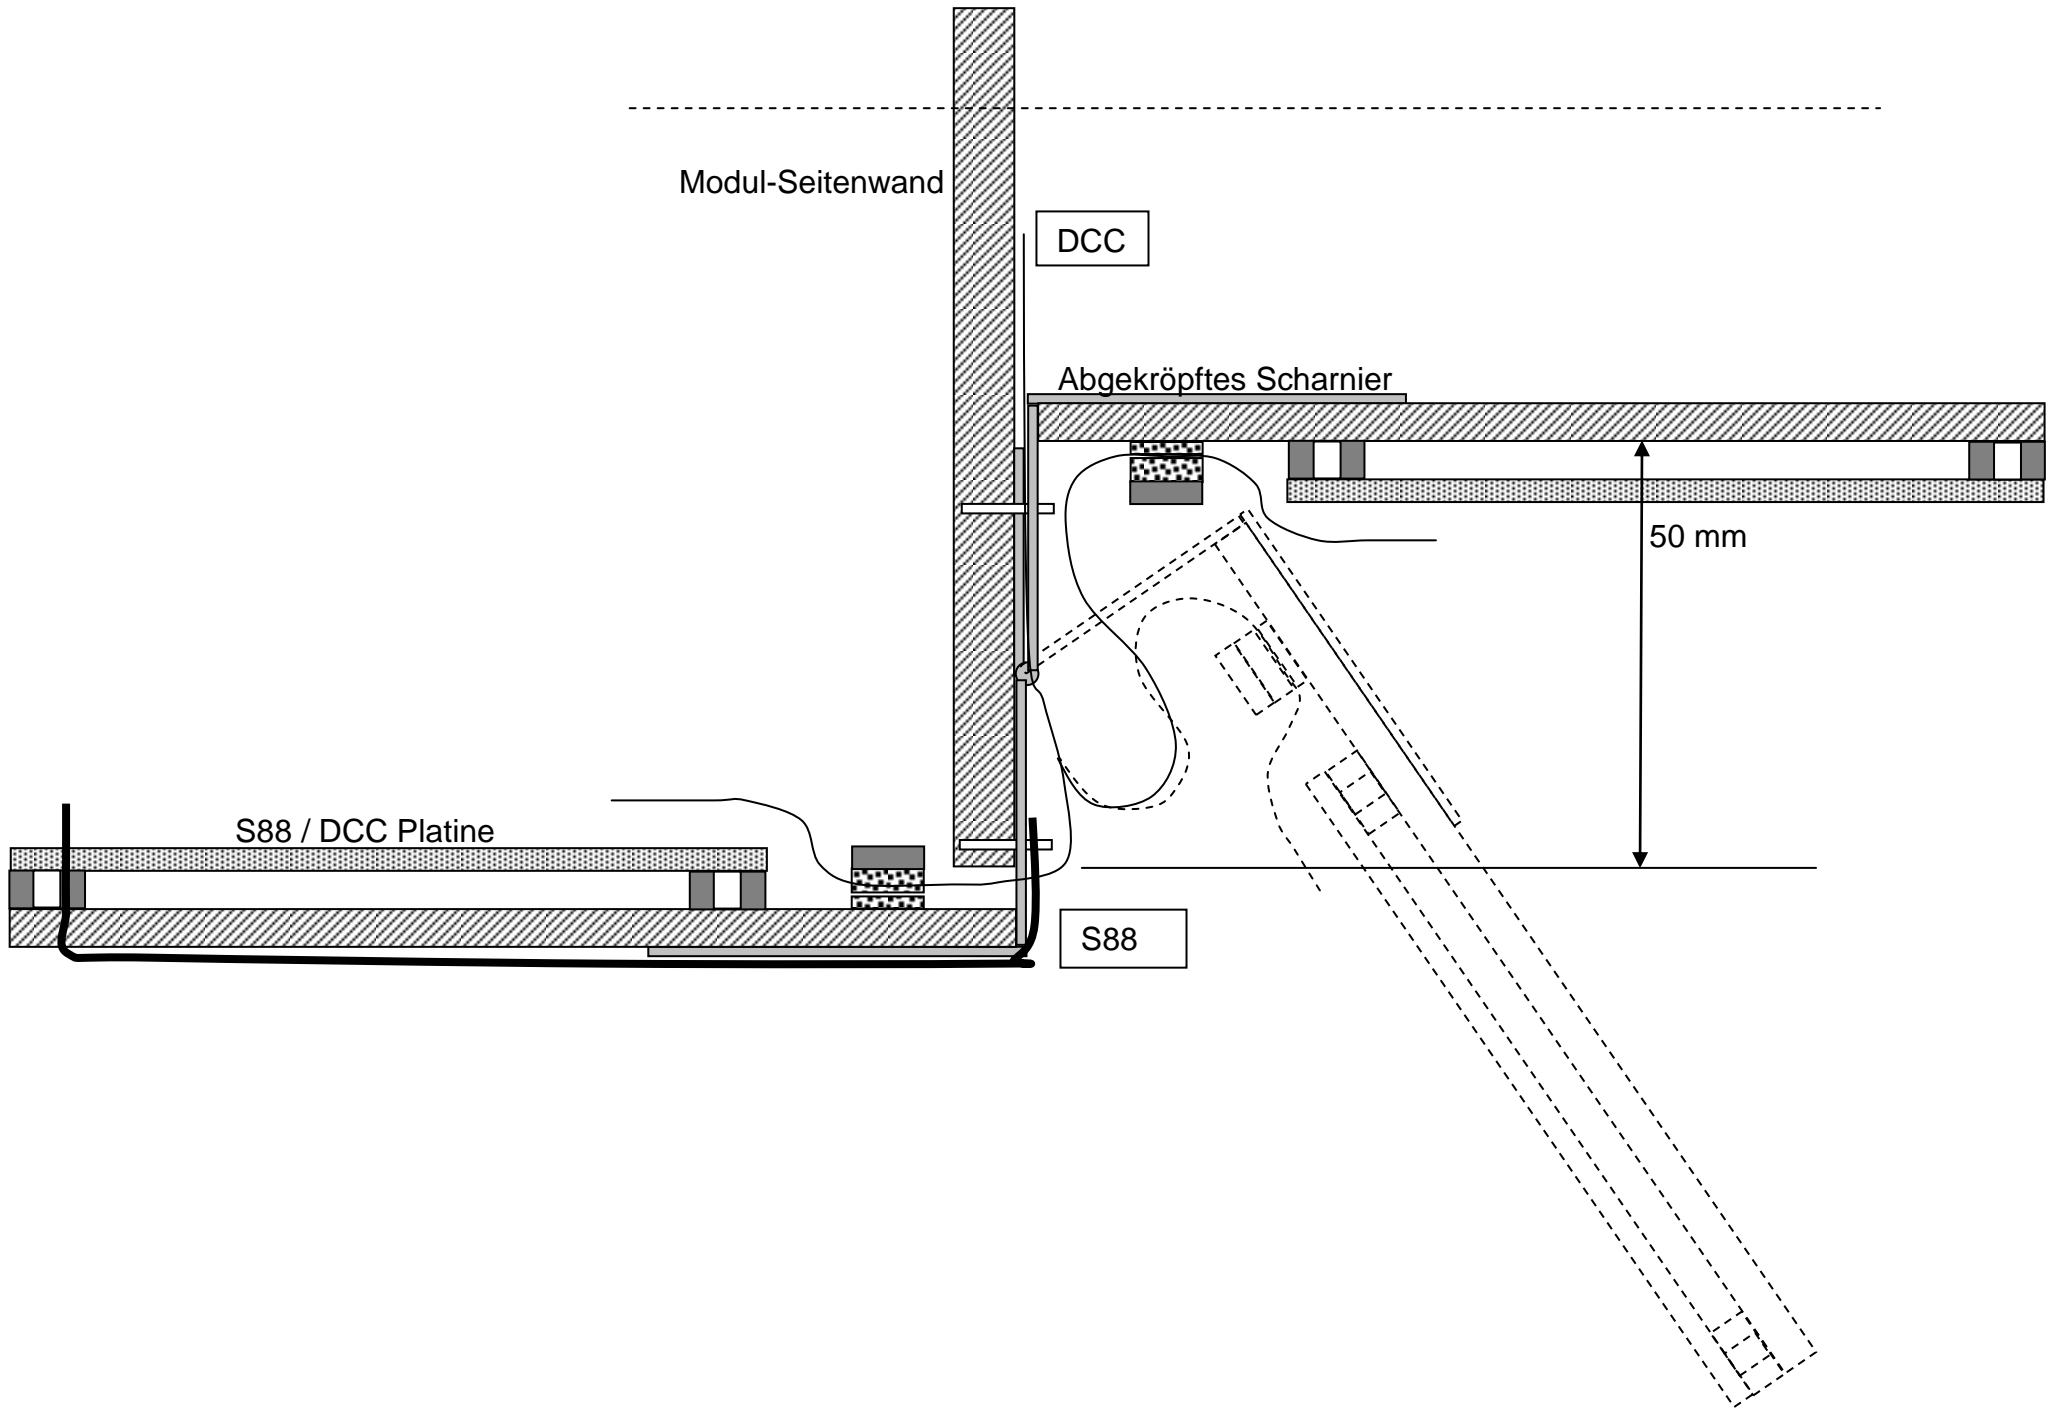 Modul-Seitenwand
DCC
Abgekröpftes Scharnier
50 mm
S88 / DCC Platine
S88